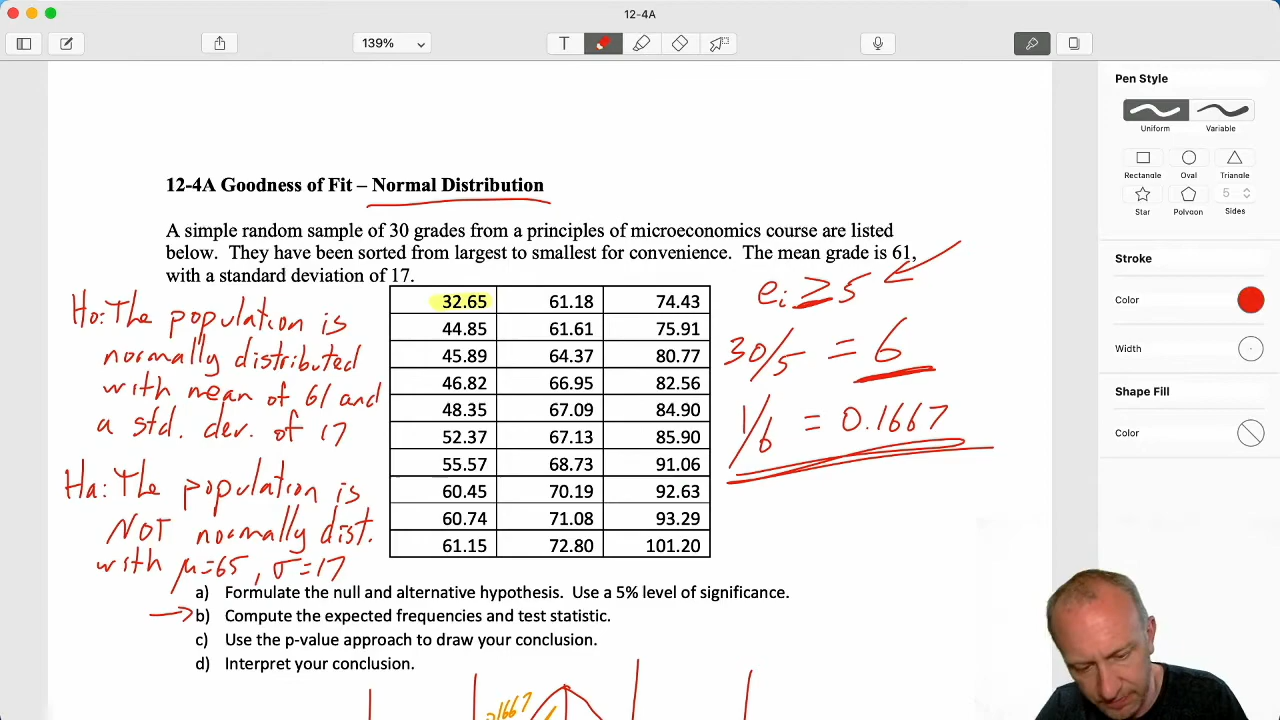 12-4A
139%
T
Pen Style
Uniform
Variable
Rectangle
Oval
Triangle
Star
Polygon
Sides
5
Stroke
Color
Width
Shape Fill
Color
12-4A Goodness of Fit – Normal Distribution
A simple random sample of 30 grades from a principles of microeconomics course are listed
below. They have been sorted from largest to smallest for convenience. The mean grade is 61,
with a standard deviation of 17.
Ho: The population is
normally distributed
with mean of 61 and
a std. dev. of 17
Ha: The population is
NOT normally dist.
with μ=65, σ=17
32.65 61.18 74.43
44.85 61.61 75.91
45.89 64.37 80.77
46.82 66.95 82.56
48.35 67.09 84.90
52.37 67.13 85.90
55.57 68.73 91.06
60.45 70.19 92.63
60.74 71.08 93.29
61.15 72.80 101.20
ei ≥ 5
30/5 = 6
1/6 = 0.1667
a) Formulate the null and alternative hypothesis. Use a 5% level of significance.
b) Compute the expected frequencies and test statistic.
c) Use the p-value approach to draw your conclusion.
d) Interpret your conclusion.
.1667